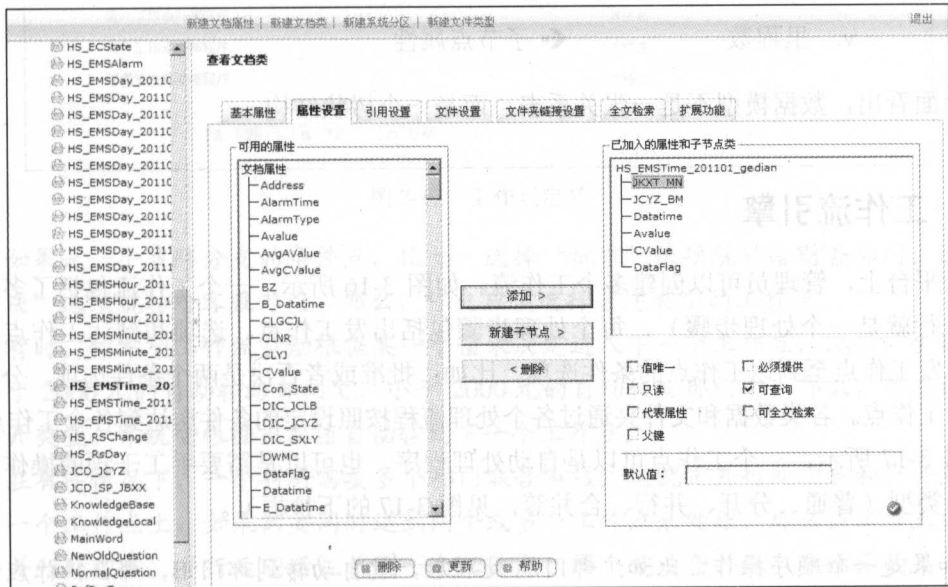 新建文档属性 | 新建文档类 | 新建系统分区 | 新建文件类型
退出
HS_ECState
HS_EMSAlarm
HS_EMSDay_20110
HS_EMSDay_20110
HS_EMSDay_20110
HS_EMSDay_20110
HS_EMSDay_20110
HS_EMSDay_20110
HS_EMSDay_20110
HS_EMSDay_20110
HS_EMSDay_20110
HS_EMSDay_20111
HS_EMSDay_20111
HS_EMSDay_20111
HS_EMSHour_2011
HS_EMSHour_2011
HS_EMSHour_2011
HS_EMSMinute_201
HS_EMSMinute_201
HS_EMSMinute_201
HS_EMSTime_20:
HS_EMSTime_2011
HS_EMSTime_2011
HS_RSChange
HS_RsDay
JCD_JCYZ
JCD_SP_JBXX
KnowledgeBase
KnowledgeLocal
MainWord
NewOldQuestion
NormalQuestion
查看文档类
基本属性 属性设置 引用设置 文件设置 文件夹链接设置 全文检索 扩展功能
可用的属性
文档属性
Address
AlarmTime
AlarmType
Avalue
AvgAValue
AvgCValue
BZ
B_Datatime
CLGCJL
CLNR
CLYJ
CValue
Con_State
DIC_JCLB
DIC_JCYZ
DIC_SXLY
DWMC
DataFlag
Datatime
E_Datatime
添加 >
新建子节点 >
< 删除
已加入的属性和子节点类
HS_EMSTime_201101_gedian
JKXT_MN
JCYZ_BM
Datatime
Avalue
CValue
DataFlag
值唯一 必须提供
只读 可查询
代表属性 可全文检索
父键
默认值：
删除 更新 帮助
工作流引擎